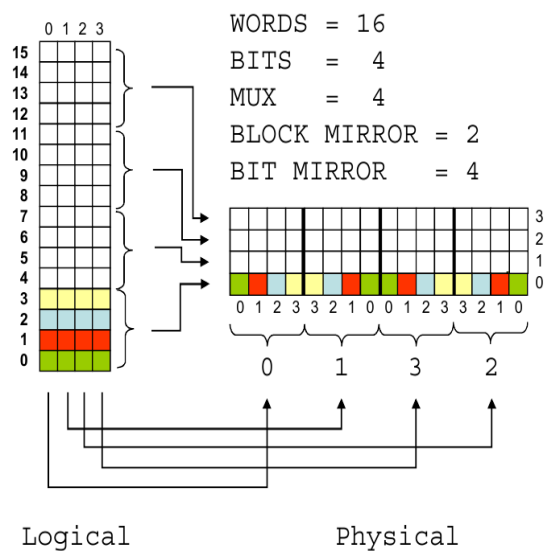 WORDS = 16
BITS = 4
MUX = 4
BLOCK MIRROR = 2
BIT MIRROR = 4
0 1 2 3
15
14
13
12
11
10
9
8
7
6
5
4
3
2
1
0
3
2
1
0
0 1 2 3 3 2 1 0 0 1 2 3 3 2 1 0
0 1 3 2
Logical Physical